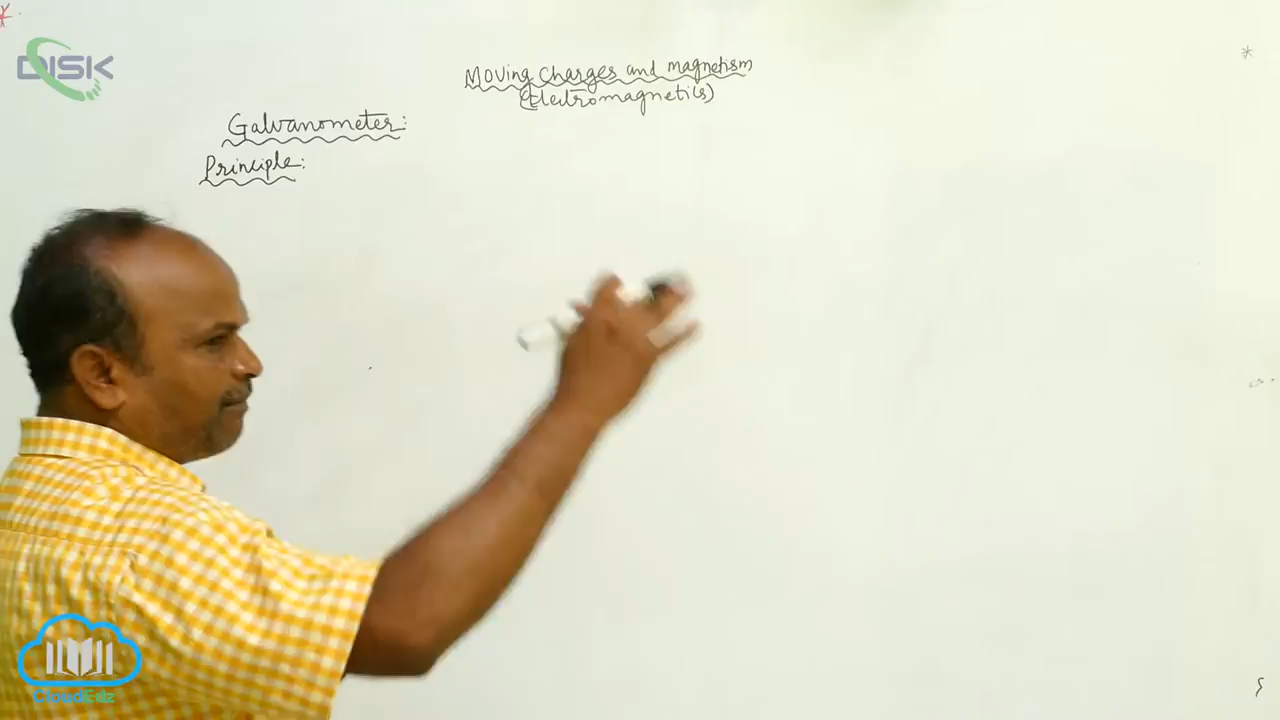 DISK
Moving Charges and magnetism
(Electromagnetics)
Galvanometer:
Principle:
CloudEdz